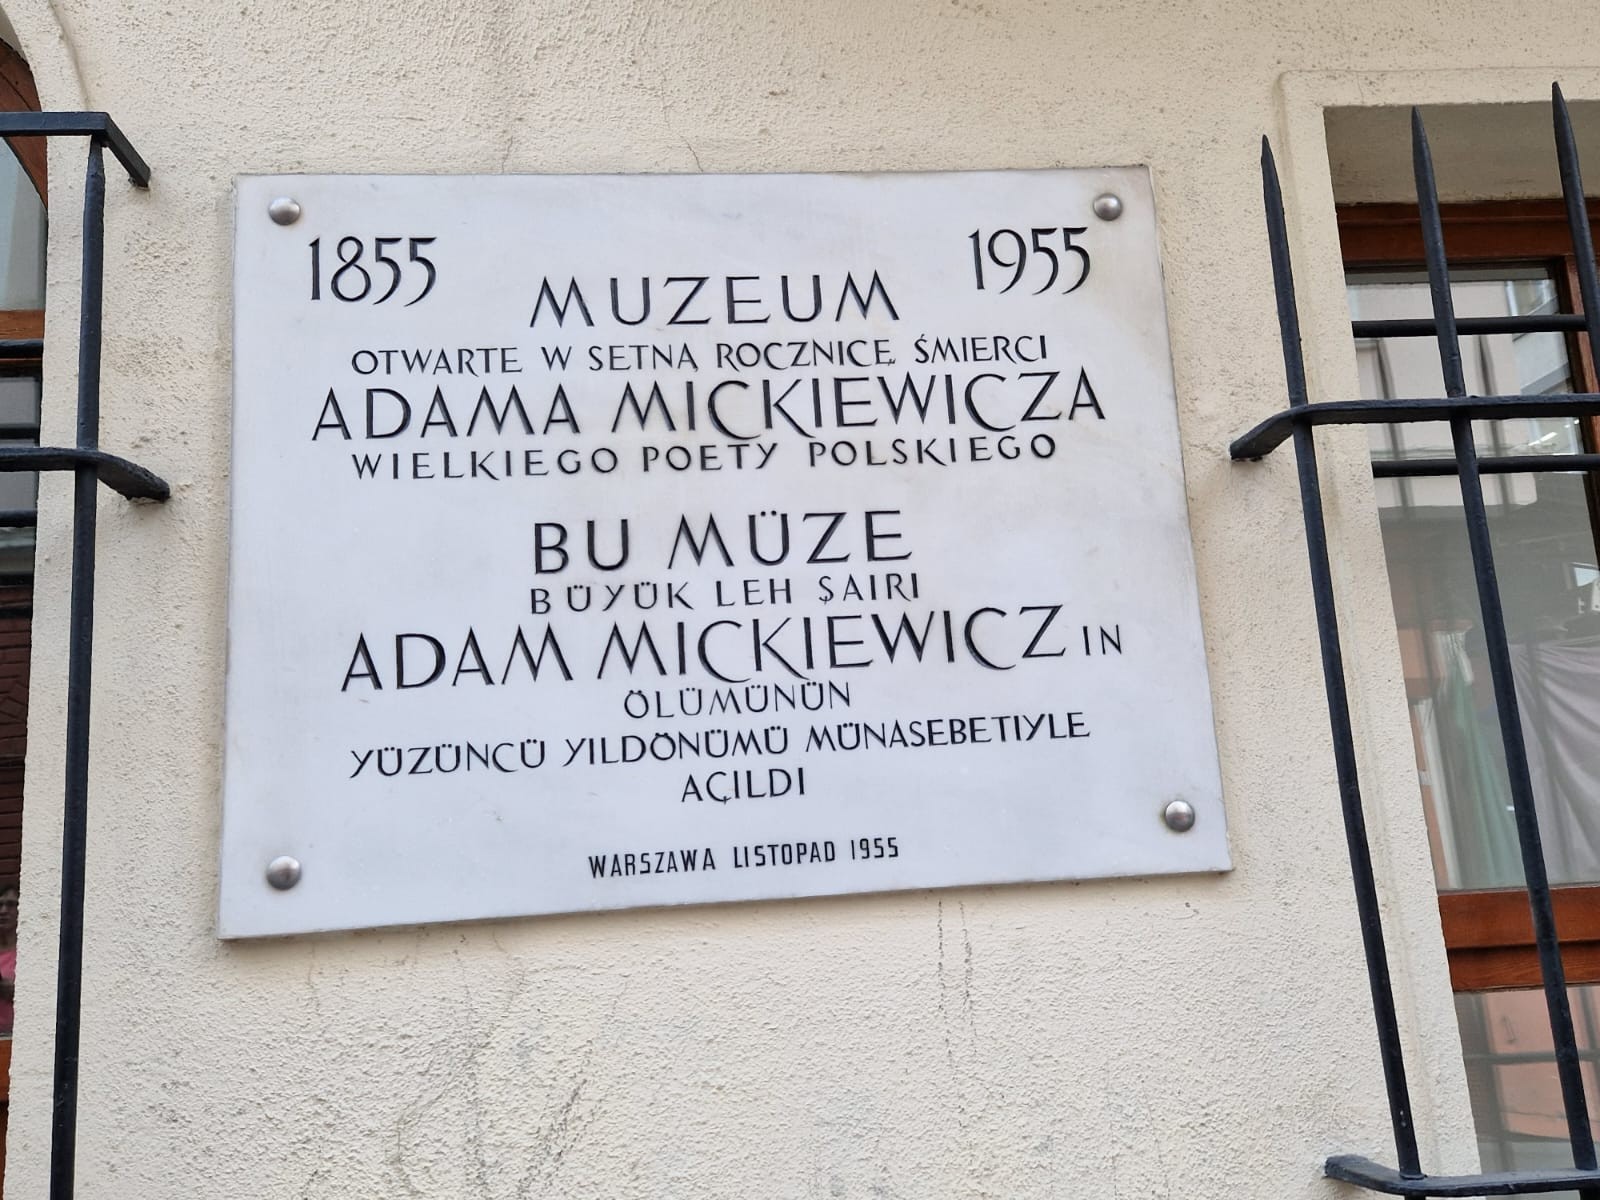 1855 1955
MUZEUM
OTWARTE W SETNĄ ROCZNICĘ ŚMIERCI
ADAMA MICKIEWICZA
WIELKIEGO POETY POLSKIEGO
BU MÜZE
BÜYÜK LEH ŞAIRI
ADAM MICKIEWICZ IN
ÖLÜMÜNÜN
YÜZÜNCÜ YILDÖNÜMÜ MÜNASEBETIYLE
AÇILDI
WARSZAWA LISTOPAD 1955